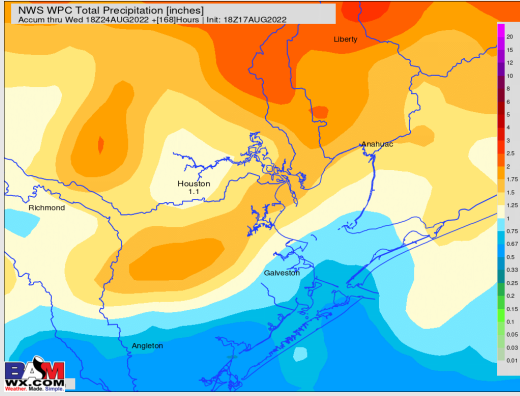 NWS WPC Total Precipitation [inches]
Accum thru Wed 18Z24AUG2022 +[168]Hours | Init: 18Z17AUG2022
Liberty
Anahuac
Houston
1.1
Richmond
Galveston
Angleton
20
15
12
10
8
6
5
4
3
2.5
2
1.75
1.5
1.25
1
0.75
0.67
0.5
0.33
0.25
0.2
0.15
0.1
0.05
0.03
0.01
BAM
WX.COM
Weather. Made. Simple.